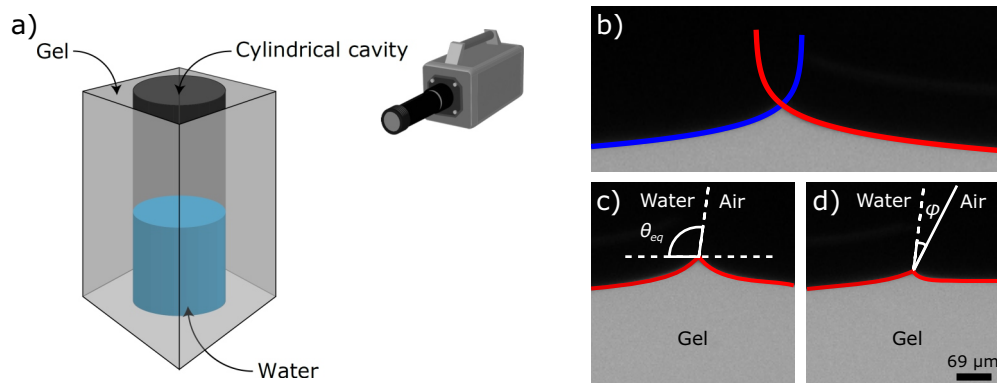 a)
Gel
Cylindrical cavity
Water
b)
c)
Water
Air
θeq
Gel
d)
Water
φ
Air
Gel
69 μm